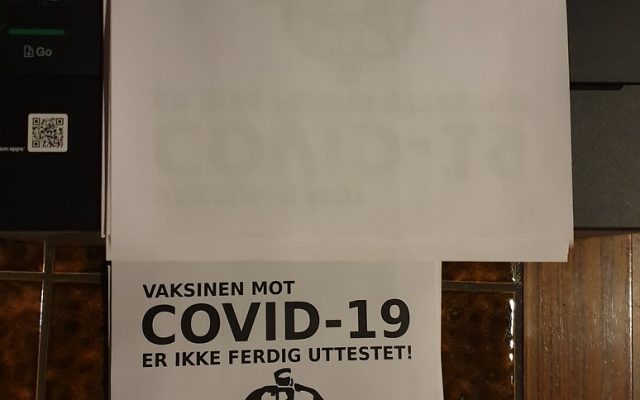 Go
VAKSINEN MOT
COVID-19
ER IKKE FERDIG UTTESTET!